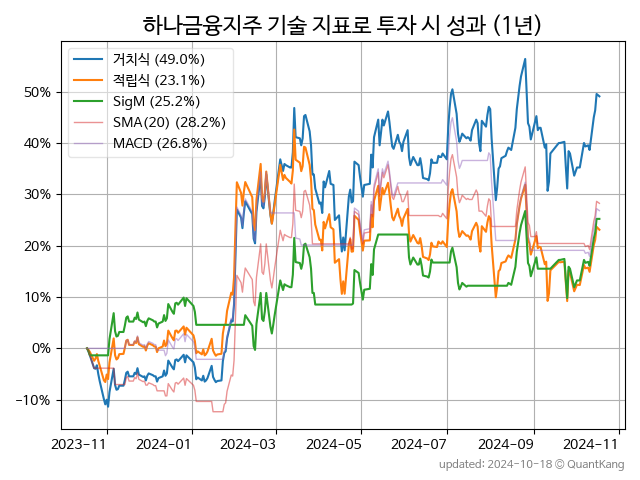 하나금융지주 기술 지표로 투자 시 성과 (1년)
거치식 (49.0%)
적립식 (23.1%)
SigM (25.2%)
SMA(20) (28.2%)
MACD (26.8%)
50%
40%
30%
20%
10%
0%
−10%
2023-11
2024-01
2024-03
2024-05
2024-07
2024-09
2024-11
updated: 2024-10-18 © QuantKang